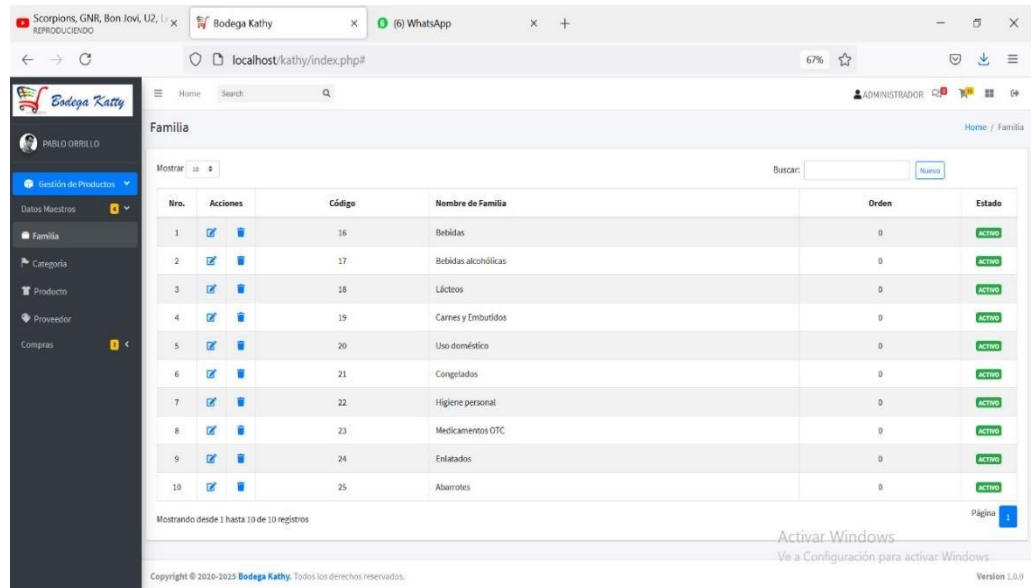 Scorpions, GNR, Bon Jovi, U2,
REPRODUCIENDO
Bodega Kathy
(6) WhatsApp
localhost/kathy/index.php#
67%
Bodega Katty
Home
Search
ADMINISTRADOR
PABLO ORRILLO
Familia
Home / Familia
Gestión de Productos
Datos Maestros
Familia
Categoria
Producto
Proveedor
Compras
Mostrar 10
Buscar:
Nuevo
Nro. Acciones Código Nombre de Familia Orden Estado
1 16 Bebidas 0 ACTIVO
2 17 Bebidas alcohólicas 0 ACTIVO
3 18 Lácteos 0 ACTIVO
4 19 Carnes y Embutidos 0 ACTIVO
5 20 Uso doméstico 0 ACTIVO
6 21 Congelados 0 ACTIVO
7 22 Higiene personal 0 ACTIVO
8 23 Medicamentos OTC 0 ACTIVO
9 24 Enlatados 0 ACTIVO
10 25 Abarrotes 0 ACTIVO
Mostrando desde 1 hasta 10 de 10 registros
Página 1
Activar Windows
Ve a Configuración para activar Windows.
Copyright © 2020-2025 Bodega Kathy. Todos los derechos reservados.
Version 1.0.0